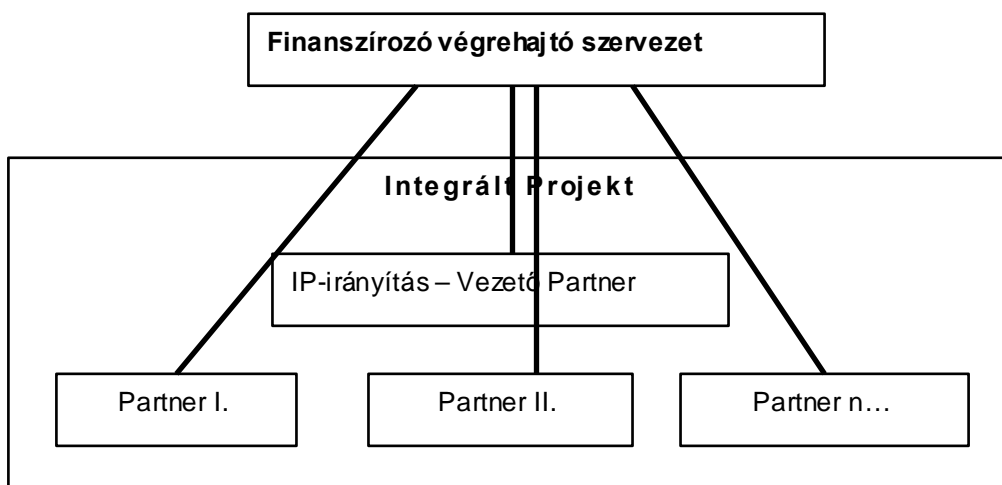 Finanszírozó végrehajtó szervezet
Integrált Projekt
IP-irányítás – Vezető Partner
Partner I.
Partner II.
Partner n…